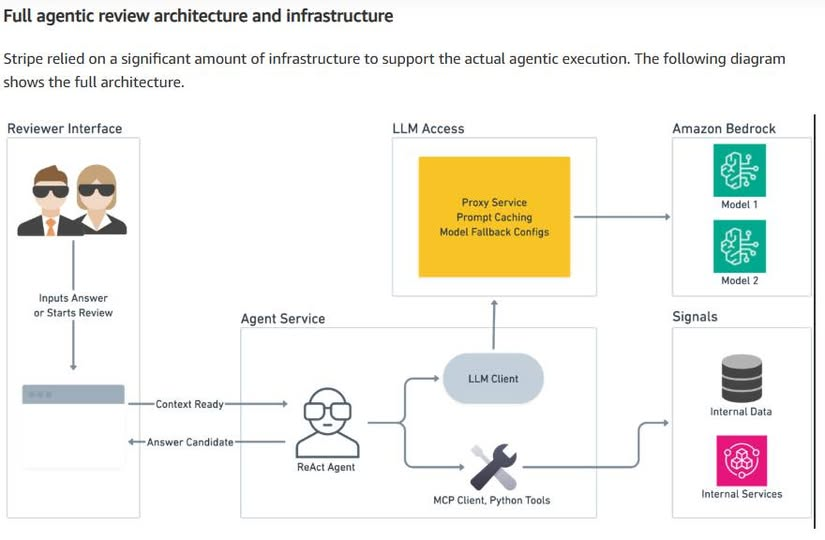 Full agentic review architecture and infrastructure
Stripe relied on a significant amount of infrastructure to support the actual agentic execution. The following diagram
shows the full architecture.
Reviewer Interface
LLM Access
Amazon Bedrock
Proxy Service
Prompt Caching
Model Fallback Configs
Model 1
Model 2
Inputs Answer
or Starts Review
Agent Service
Signals
LLM Client
Context Ready
Answer Candidate
ReAct Agent
MCP Client, Python Tools
Internal Data
Internal Services